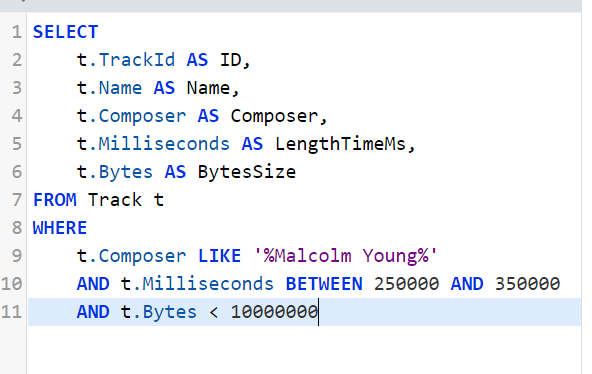 1 SELECT
2 t.TrackId AS ID,
3 t.Name AS Name,
4 t.Composer AS Composer,
5 t.Milliseconds AS LengthTimeMs,
6 t.Bytes AS BytesSize
7 FROM Track t
8 WHERE
9 t.Composer LIKE '%Malcolm Young%'
10 AND t.Milliseconds BETWEEN 250000 AND 350000
11 AND t.Bytes < 10000000